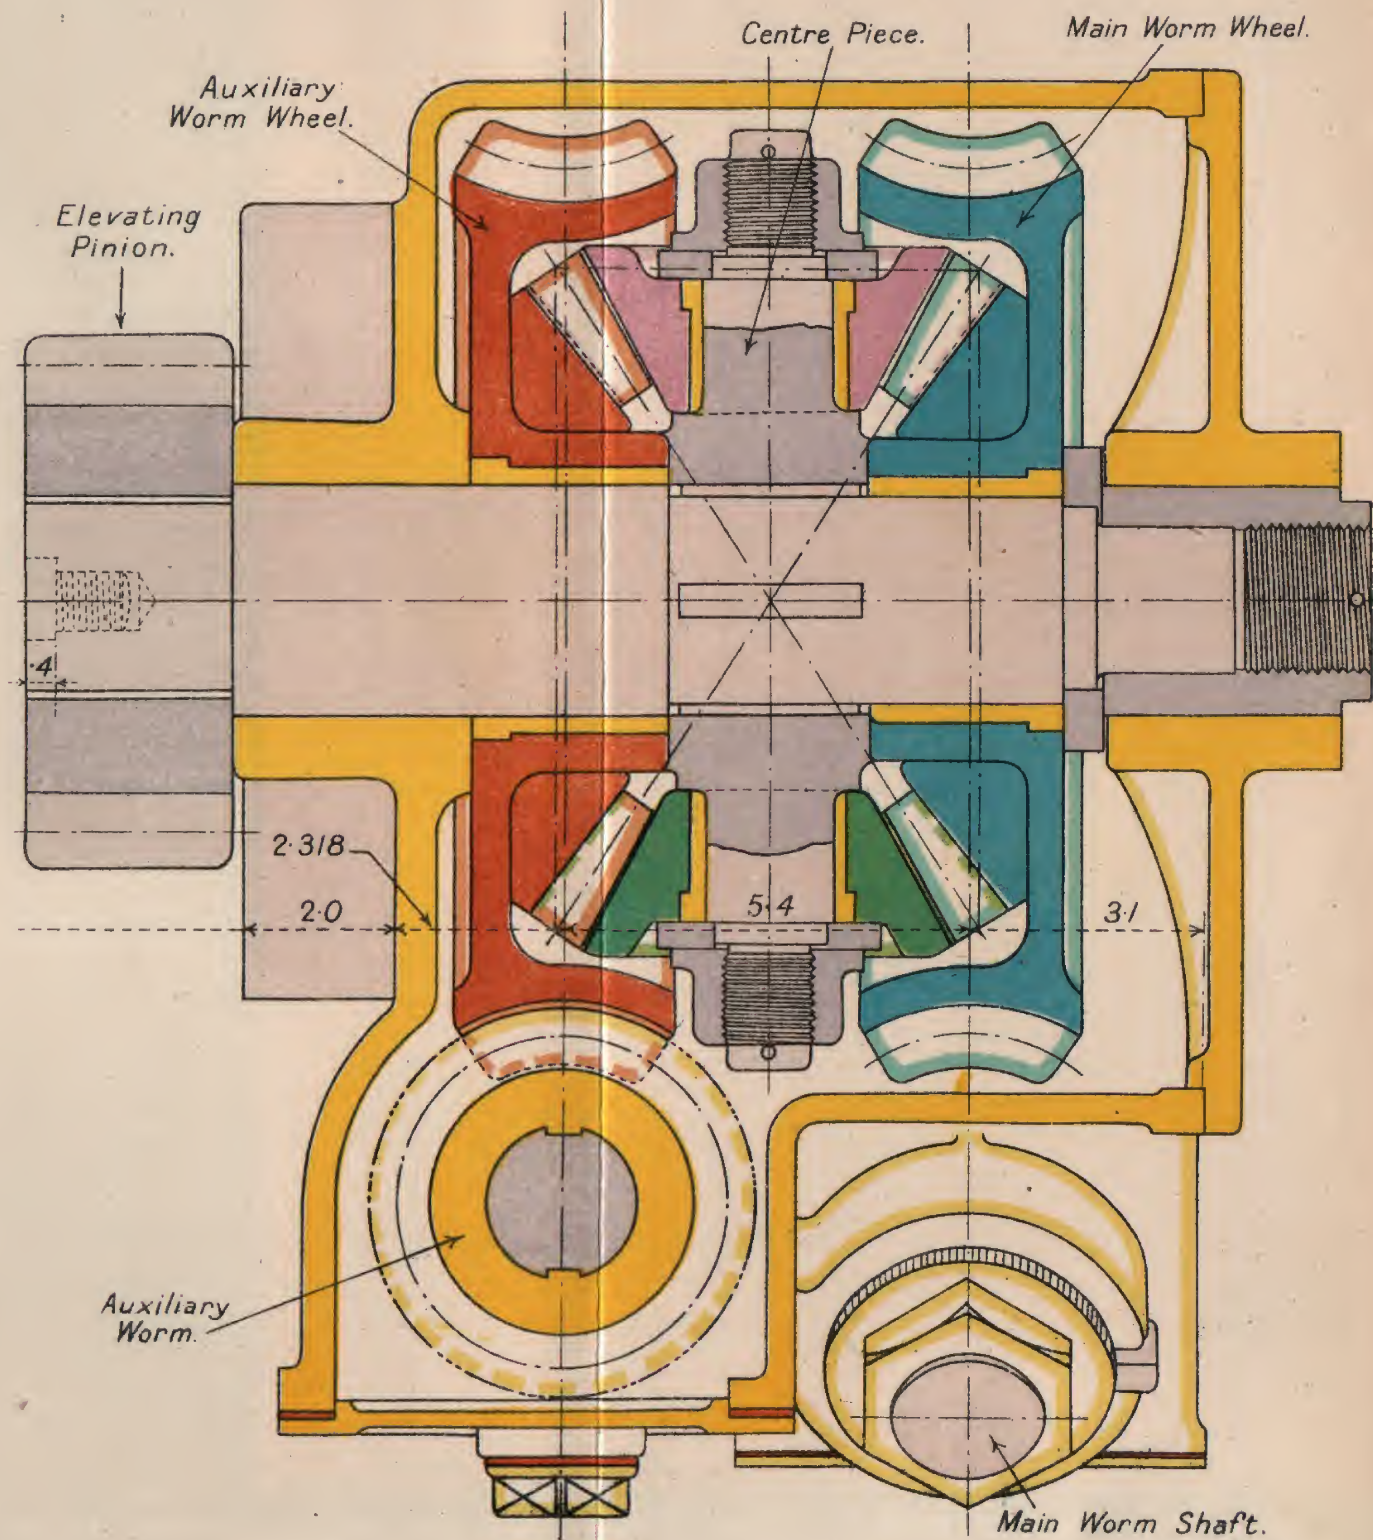 Centre Piece.
Main Worm Wheel.
Auxiliary
Worm Wheel.
Elevating
Pinion.
·4
2·318
2·0
5·4
3·1
Auxiliary
Worm.
Main Worm Shaft.